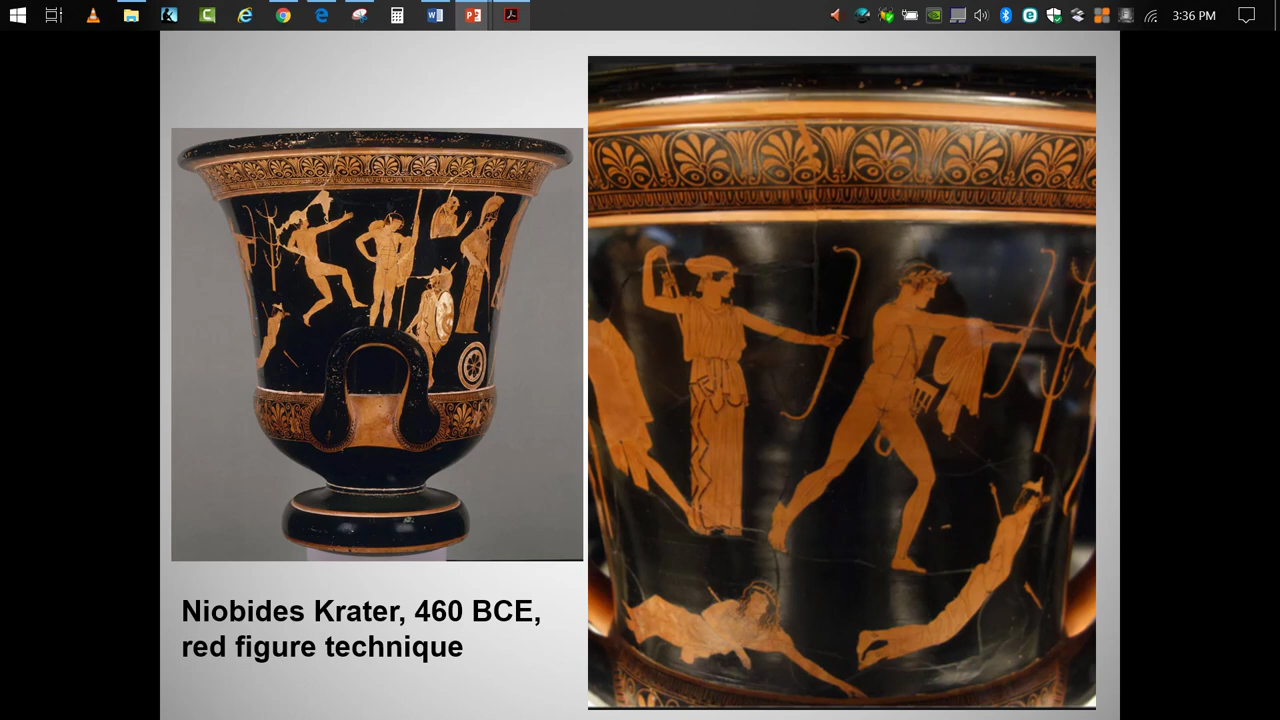 3:36 PM
Niobides Krater, 460 BCE,
red figure technique